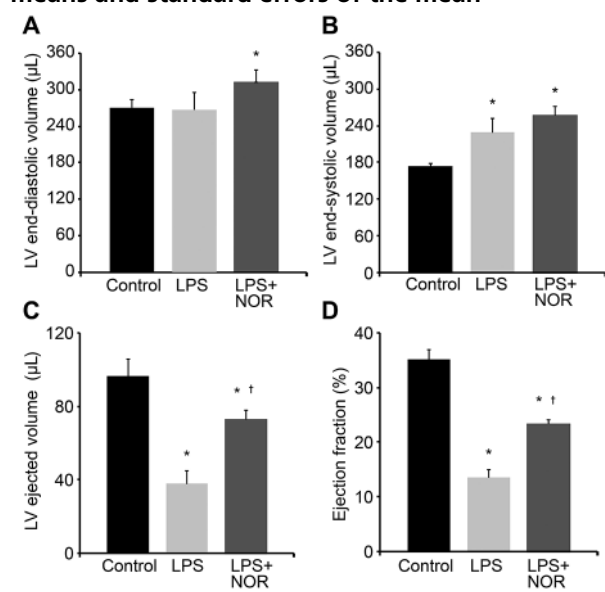 means and standard errors of the mean
A
LV end-diastolic volume (µL)
360
300
240
180
120
60
0
*
Control LPS LPS+
NOR
B
LV end-systolic volume (µL)
360
300
240
180
120
60
0
*
*
Control LPS LPS+
NOR
C
LV ejected volume (µL)
120
80
40
0
*
* †
Control LPS LPS+
NOR
D
Ejection fraction (%)
40
30
20
10
0
*
* †
Control LPS LPS+
NOR